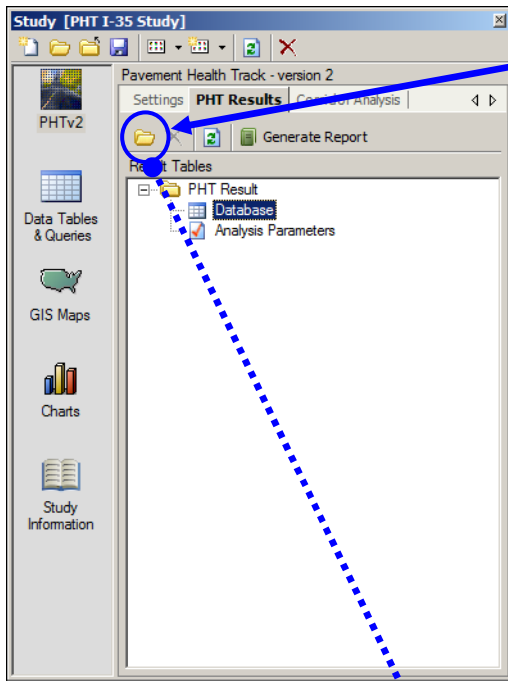 Study [PHT I-35 Study]
Pavement Health Track - version 2
Settings PHT Results Corridor Analysis
Generate Report
Result Tables
PHT Result
Database
Analysis Parameters
PHTv2
Data Tables
& Queries
GIS Maps
Charts
Study
Information